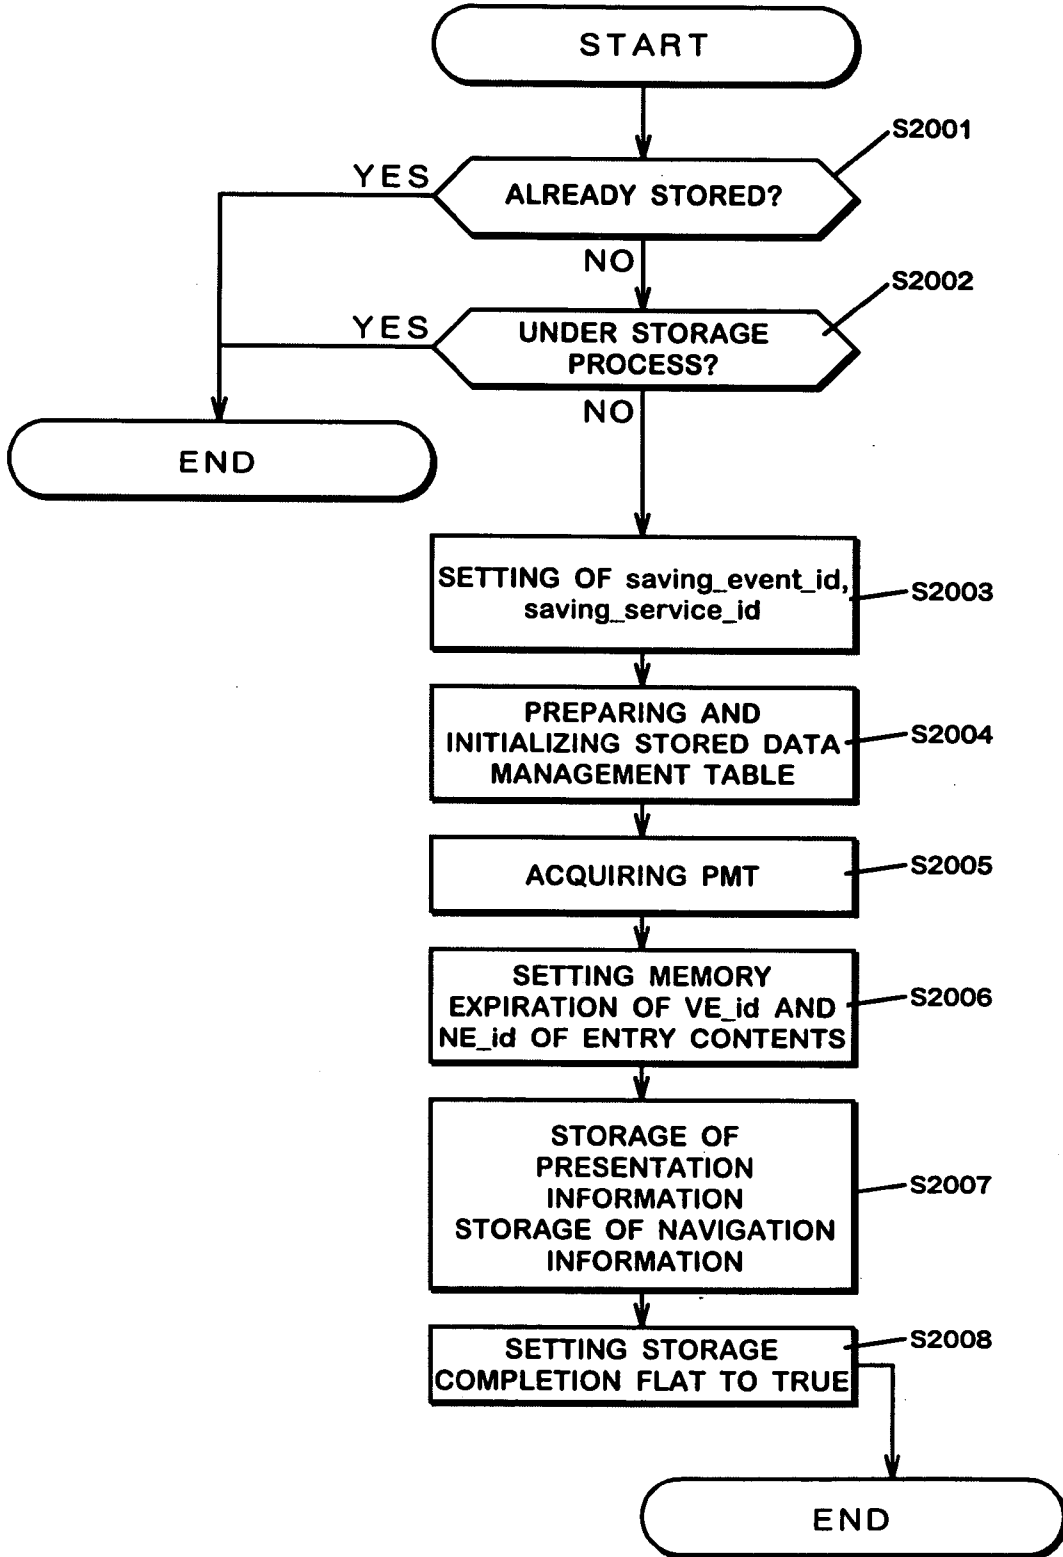 START
S2001
YES
ALREADY STORED?
NO
S2002
YES
UNDER STORAGE
PROCESS?
NO
END
SETTING OF saving_event_id,
saving_service_id
S2003
PREPARING AND
INITIALIZING STORED DATA
MANAGEMENT TABLE
S2004
ACQUIRING PMT
S2005
SETTING MEMORY
EXPIRATION OF VE_id AND
NE_id OF ENTRY CONTENTS
S2006
STORAGE OF
PRESENTATION
INFORMATION
STORAGE OF NAVIGATION
INFORMATION
S2007
SETTING STORAGE
COMPLETION FLAT TO TRUE
S2008
END